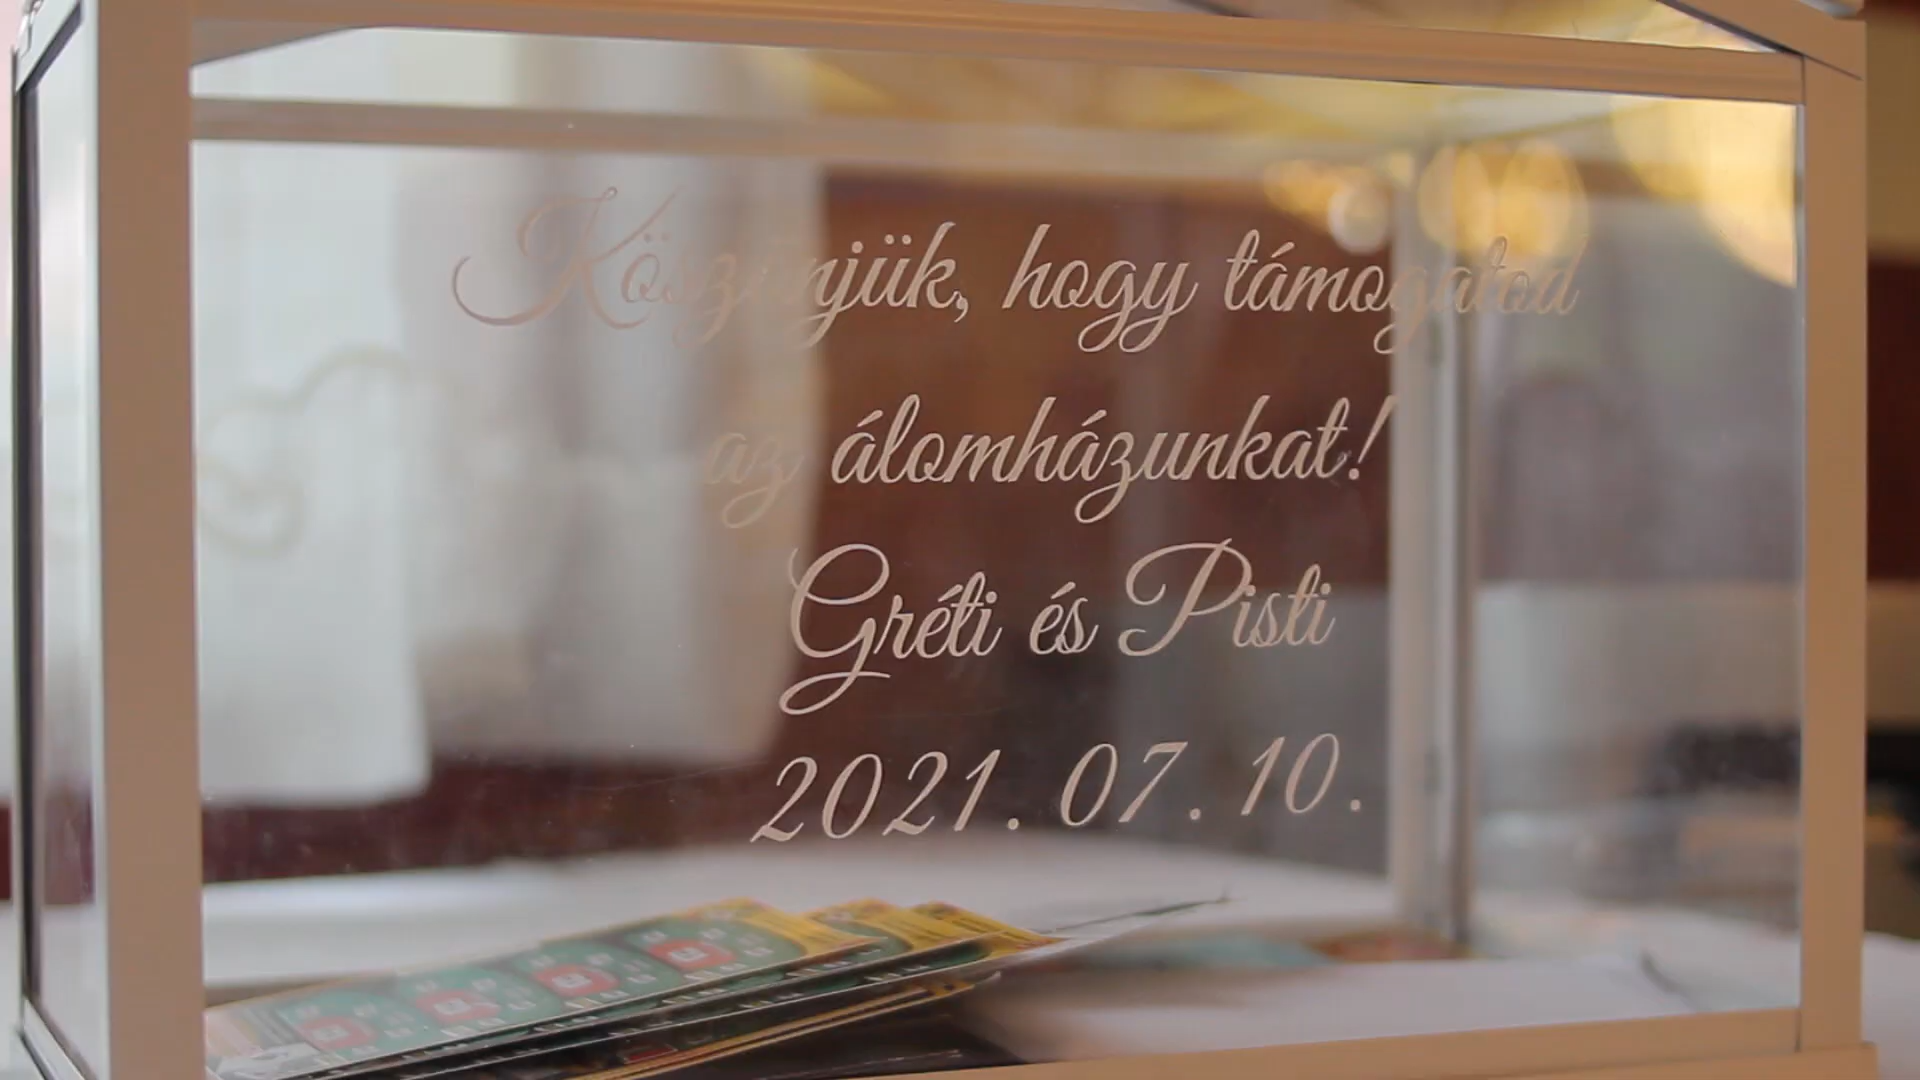 Köszönjük, hogy támogatod
az álomházunkat!
Gréti és Pisti
2021. 07. 10.